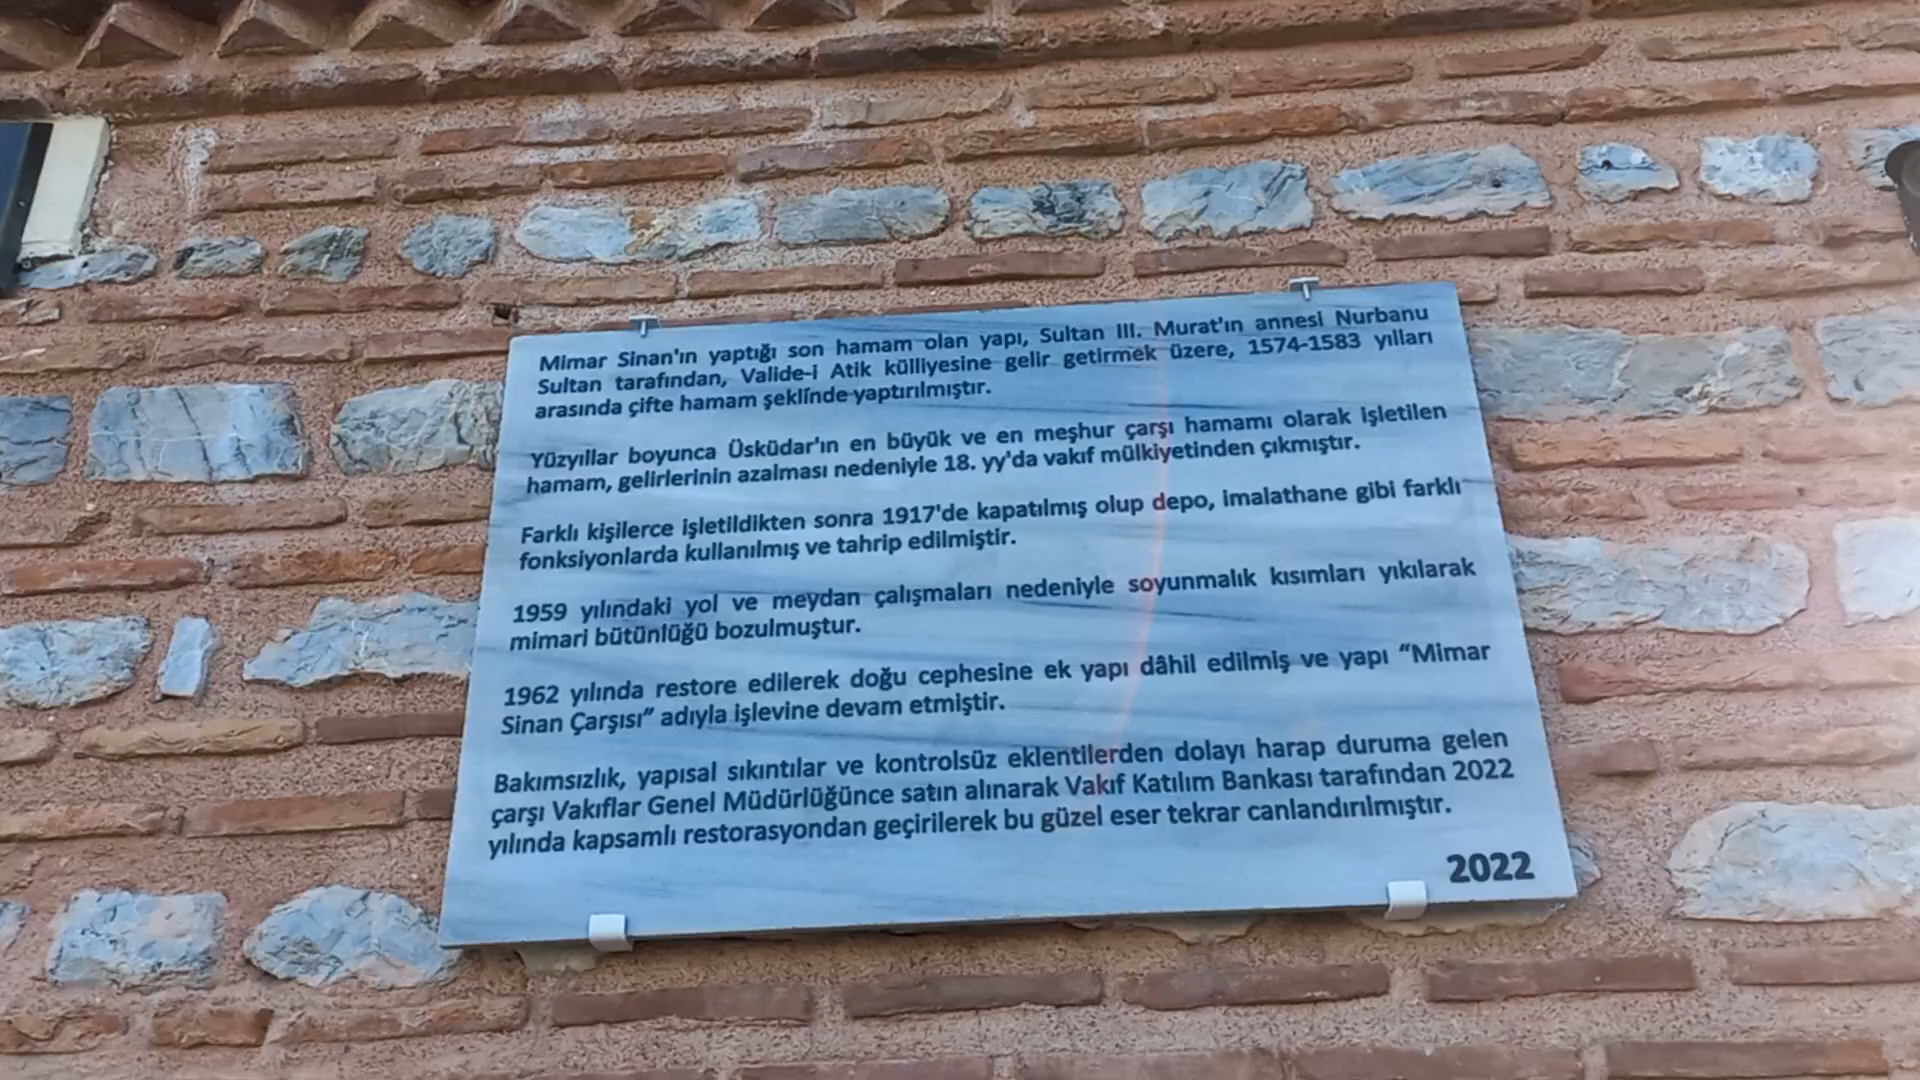 Mimar Sinan'ın yaptığı son hamam olan yapı, Sultan III. Murat'ın annesi Nurbanu
Sultan tarafından, Valide-i Atik külliyesine gelir getirmek üzere, 1574-1583 yılları
arasında çifte hamam şeklinde yaptırılmıştır.
Yüzyıllar boyunca Üsküdar'ın en büyük ve en meşhur çarşı hamamı olarak işletilen
hamam, gelirlerinin azalması nedeniyle 18. yy'da vakıf mülkiyetinden çıkmıştır.
Farklı kişilerce işletildikten sonra 1917'de kapatılmış olup depo, imalathane gibi farklı
fonksiyonlarda kullanılmış ve tahrip edilmiştir.
1959 yılındaki yol ve meydan çalışmaları nedeniyle soyunmalık kısımları yıkılarak
mimari bütünlüğü bozulmuştur.
1962 yılında restore edilerek doğu cephesine ek yapı dâhil edilmiş ve yapı “Mimar
Sinan Çarşısı” adıyla işlevine devam etmiştir.
Bakımsızlık, yapısal sıkıntılar ve kontrolsüz eklentilerden dolayı harap duruma gelen
çarşı Vakıflar Genel Müdürlüğünce satın alınarak Vakıf Katılım Bankası tarafından 2022
yılında kapsamlı restorasyondan geçirilerek bu güzel eser tekrar canlandırılmıştır.
2022